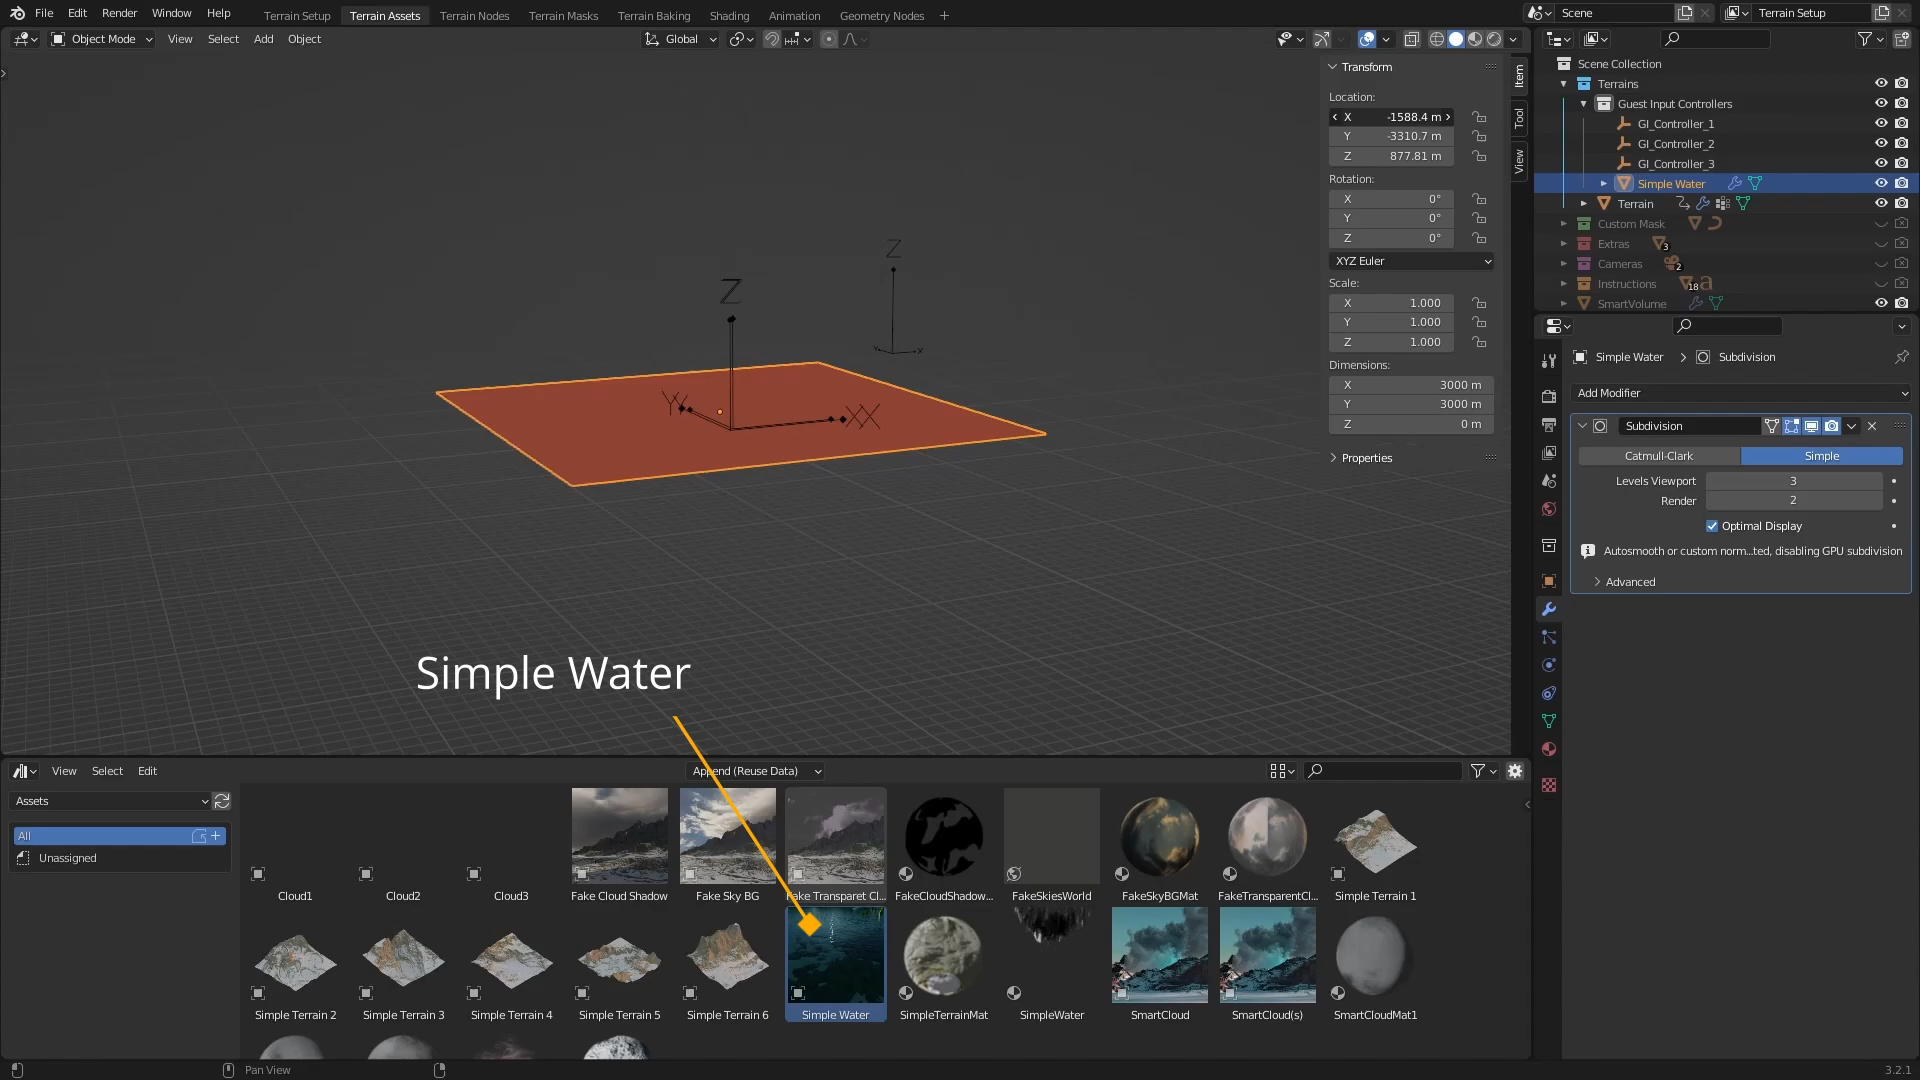 File Edit Render Window Help
Terrain Setup Terrain Assets Terrain Nodes Terrain Masks Terrain Baking Shading Animation Geometry Nodes +
Scene
Terrain Setup
Object Mode View Select Add Object
Global
Transform
Location:
X -1588.4 m
Y -3310.7 m
Z 877.81 m
Rotation:
X 0°
Y 0°
Z 0°
XYZ Euler
Scale:
X 1.000
Y 1.000
Z 1.000
Dimensions:
X 3000 m
Y 3000 m
Z 0 m
Properties
Item
Tool
View
Z
Z
Y
X
YY
XX
Scene Collection
Terrains
Guest Input Controllers
GI_Controller_1
GI_Controller_2
GI_Controller_3
Simple Water
Terrain
Custom Mask
Extras 3
Cameras 2
Instructions 18
SmartVolume
Simple Water > Subdivision
Add Modifier
Subdivision
Catmull-Clark Simple
Levels Viewport 3
Render 2
Optimal Display
Autosmooth or custom norm...ted, disabling GPU subdivision
Advanced
Simple Water
View Select Edit
Append (Reuse Data)
Assets
All
Unassigned
Cloud1 Cloud2 Cloud3 Fake Cloud Shadow Fake Sky BG Fake Transparet Cl... FakeCloudShadow... FakeSkiesWorld FakeSkyBGMat FakeTransparentCl... Simple Terrain 1
Simple Terrain 2 Simple Terrain 3 Simple Terrain 4 Simple Terrain 5 Simple Terrain 6 Simple Water SimpleTerrainMat SimpleWater SmartCloud SmartCloud(s) SmartCloudMat1
Pan View
3.2.1